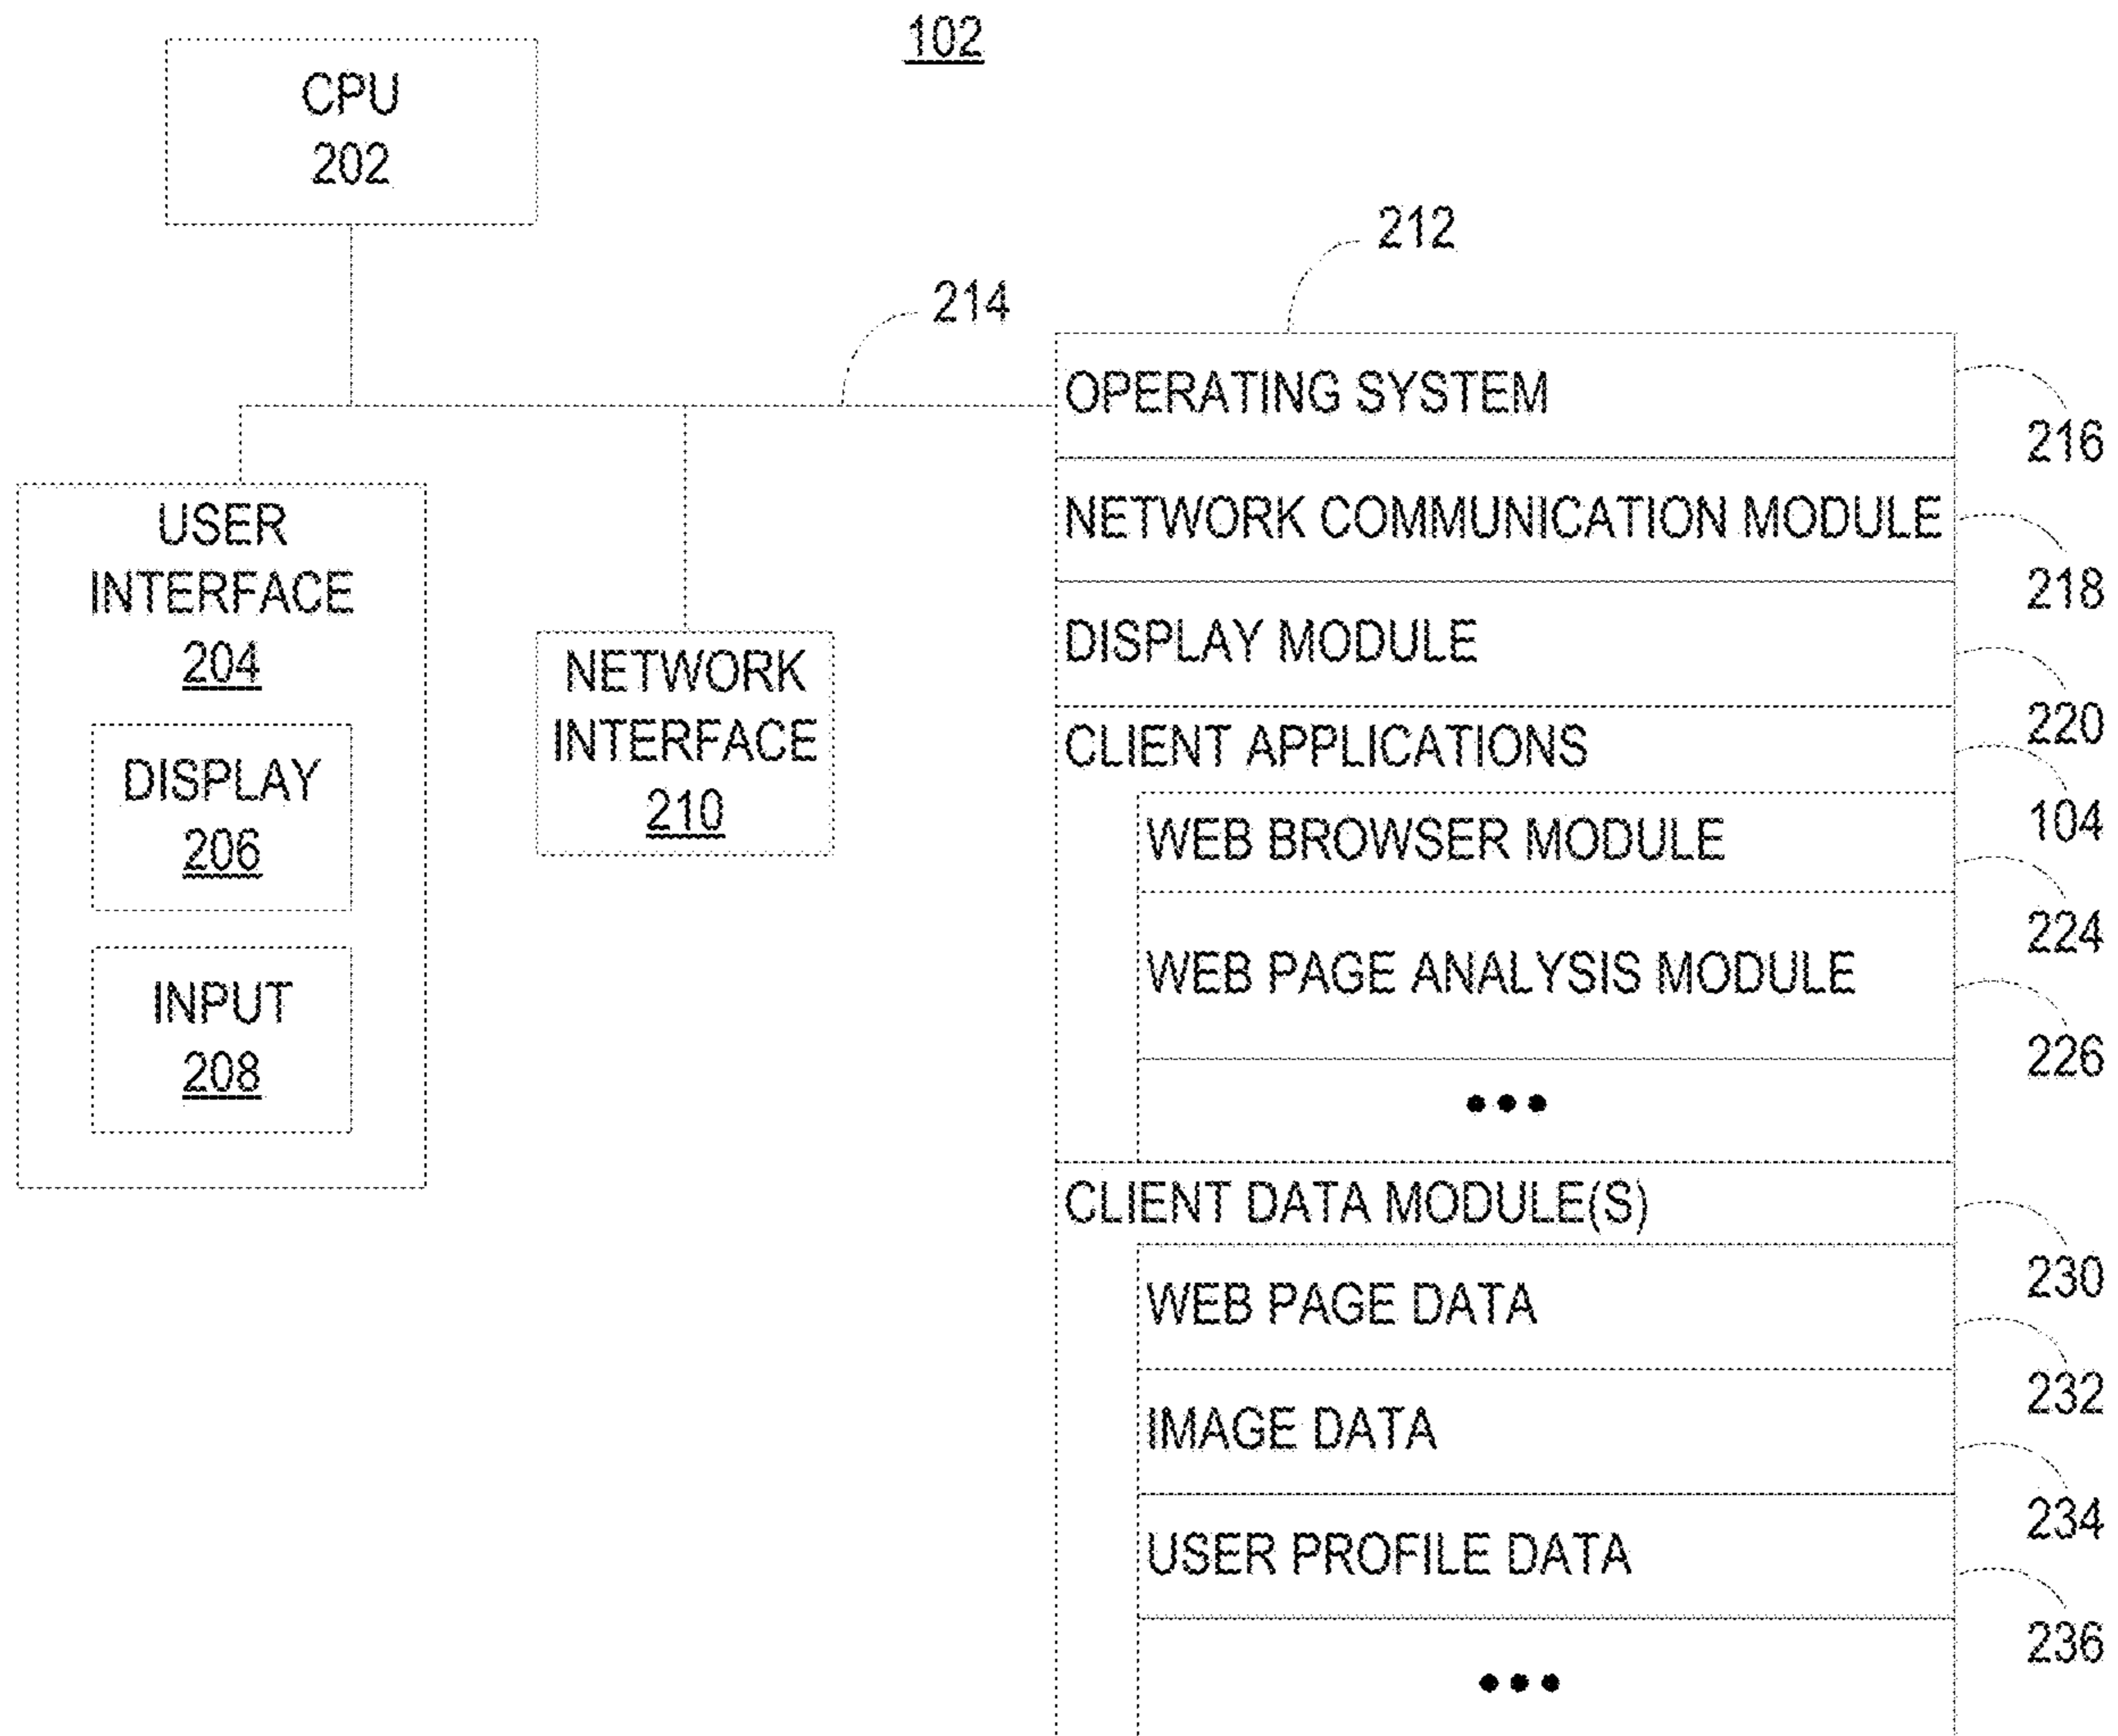 102
CPU
202
212
214
USER
INTERFACE
204
DISPLAY
206
INPUT
208
NETWORK
INTERFACE
210
OPERATING SYSTEM
216
NETWORK COMMUNICATION MODULE
218
DISPLAY MODULE
220
CLIENT APPLICATIONS
104
WEB BROWSER MODULE
224
WEB PAGE ANALYSIS MODULE
226
•••
CLIENT DATA MODULE(S)
230
WEB PAGE DATA
232
IMAGE DATA
234
USER PROFILE DATA
236
•••